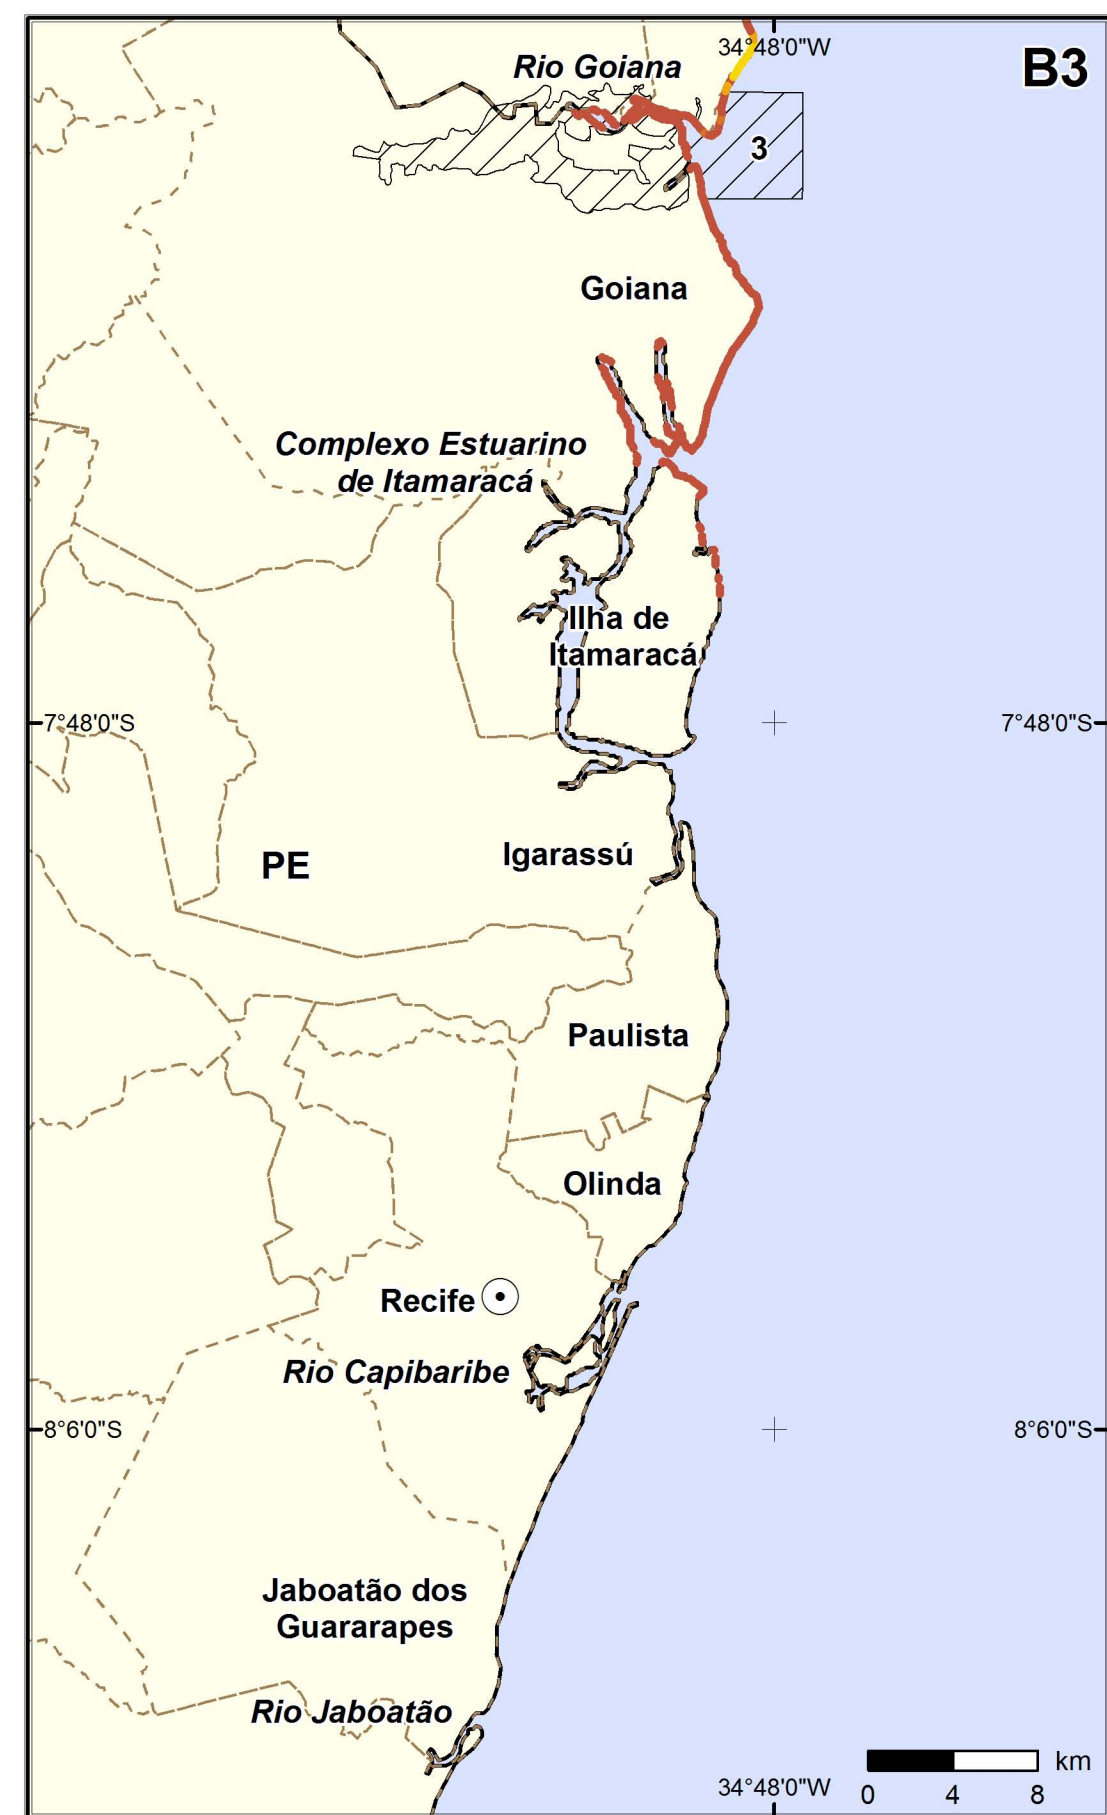 34°48'0"W
B3
Rio Goiana
3
Goiana
Complexo Estuarino
de Itamaracá
Ilha de
Itamaracá
7°48'0"S
7°48'0"S
Igarassú
PE
Paulista
Olinda
Recife
Rio Capibaribe
8°6'0"S
8°6'0"S
Jaboatão dos
Guararapes
Rio Jaboatão
km
34°48'0"W
0 4 8